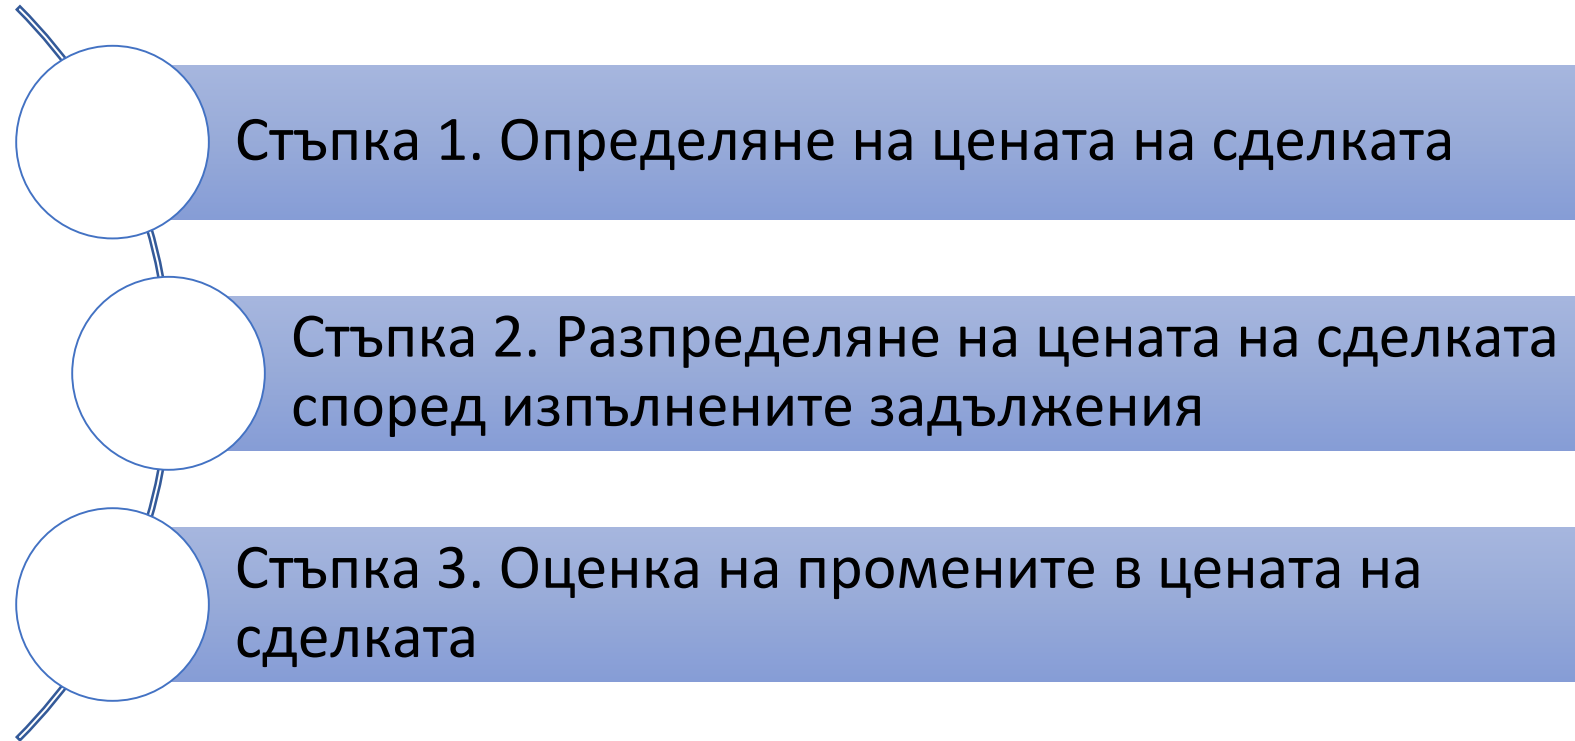 Стъпка 1. Определяне на цената на сделката
Стъпка 2. Разпределяне на цената на сделката
според изпълнените задължения
Стъпка 3. Оценка на промените в цената на
сделката